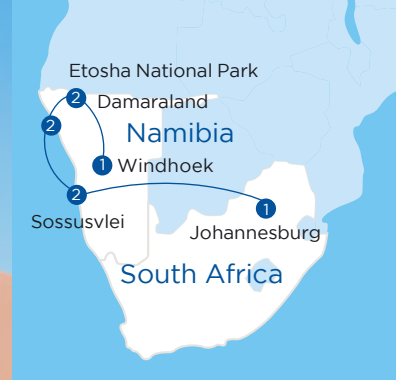 Etosha National Park
2
Damaraland
2
Namibia
1
Windhoek
2
1
Sossusvlei
Johannesburg
South Africa